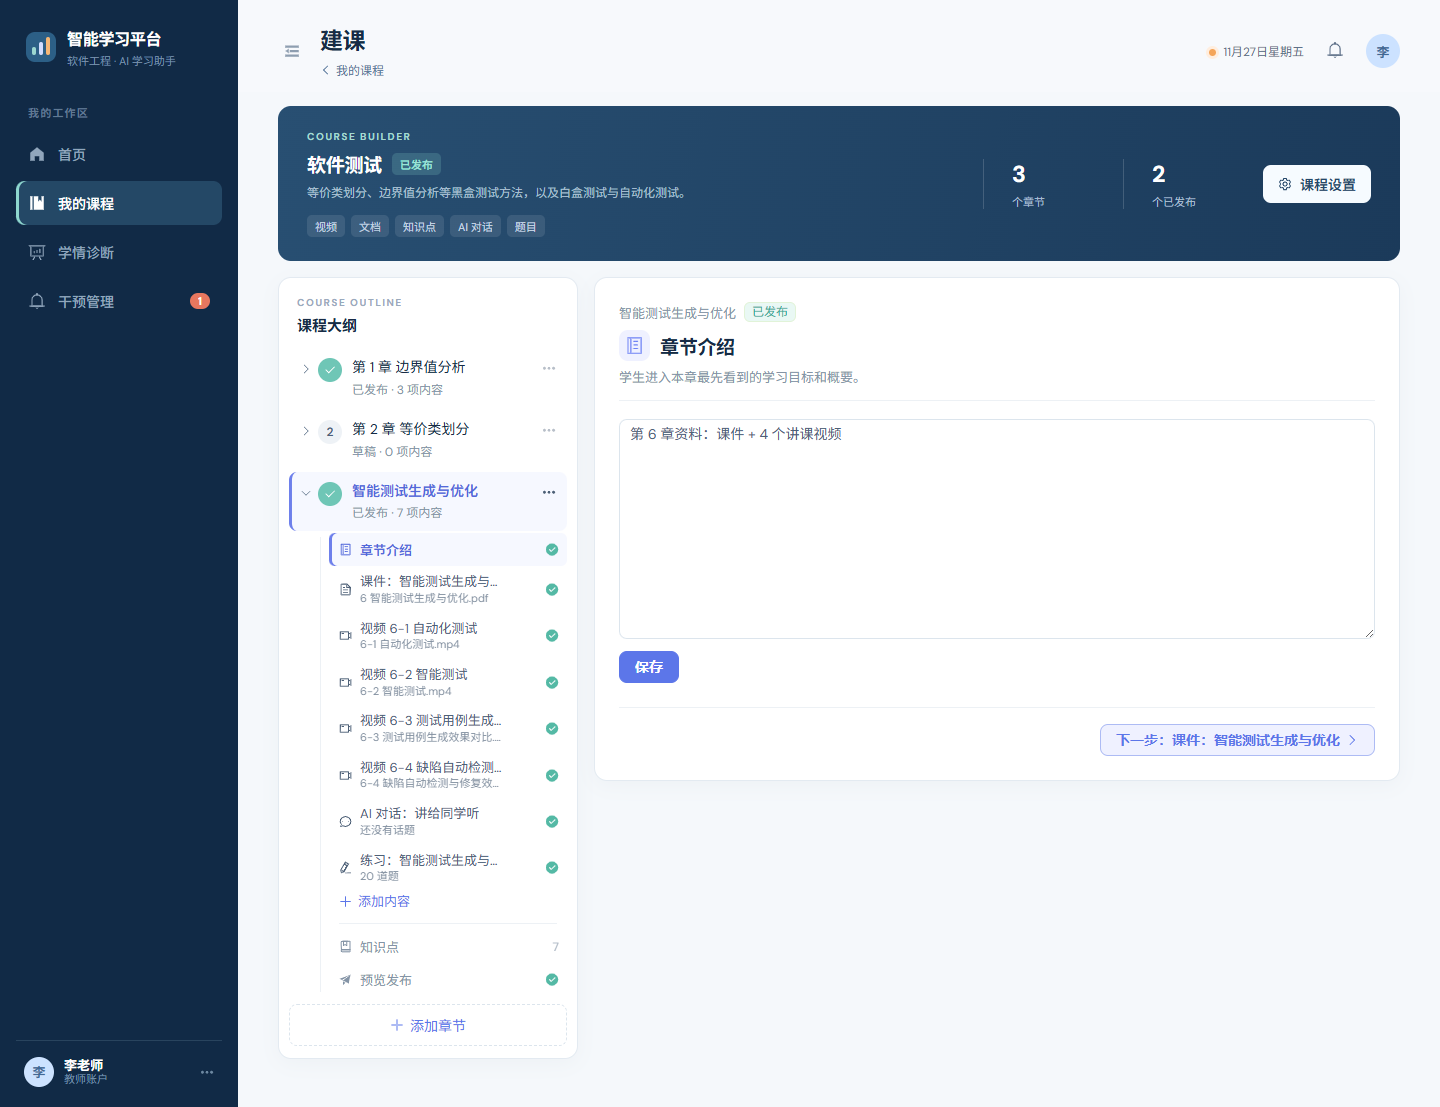 智能学习平台
软件工程 · AI 学习助手
我的工作区
首页
我的课程
学情诊断
干预管理
1
李
李老师
教师账户
建课
我的课程
11月27日星期五
李
COURSE BUILDER
软件测试
已发布
等价类划分、边界值分析等黑盒测试方法，以及白盒测试与自动化测试。
视频
文档
知识点
AI 对话
题目
3
个章节
2
个已发布
课程设置
COURSE OUTLINE
课程大纲
第 1 章 边界值分析
已发布 · 3 项内容
2
第 2 章 等价类划分
草稿 · 0 项内容
智能测试生成与优化
已发布 · 7 项内容
章节介绍
课件：智能测试生成与...
6 智能测试生成与优化.pdf
视频 6-1 自动化测试
6-1 自动化测试.mp4
视频 6-2 智能测试
6-2 智能测试.mp4
视频 6-3 测试用例生成...
6-3 测试用例生成效果对比...
视频 6-4 缺陷自动检测...
6-4 缺陷自动检测与修复效...
AI 对话：讲给同学听
还没有话题
练习：智能测试生成与...
20 道题
添加内容
知识点
7
预览发布
添加章节
智能测试生成与优化
已发布
章节介绍
学生进入本章最先看到的学习目标和概要。
第 6 章资料：课件 + 4 个讲课视频
保存
下一步：课件：智能测试生成与优化